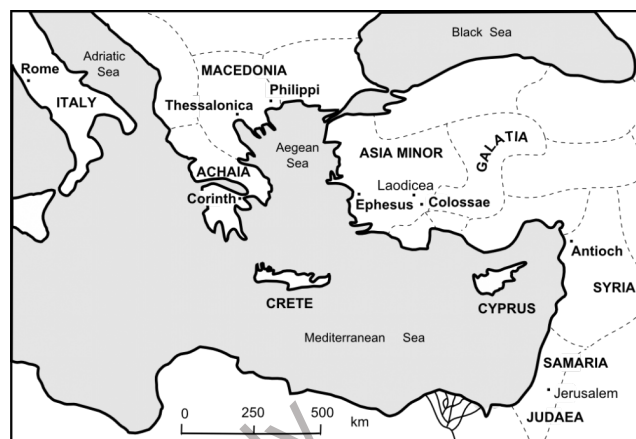 Black Sea
Adriatic
Sea
Rome
ITALY
MACEDONIA
Philippi
Thessalonica
Aegean
Sea
ASIA MINOR
GALATIA
ACHAIA
Corinth
Laodicea
Ephesus
Colossae
Antioch
SYRIA
CRETE
CYPRUS
Mediterranean Sea
SAMARIA
Jerusalem
JUDAEA
0 250 500
km